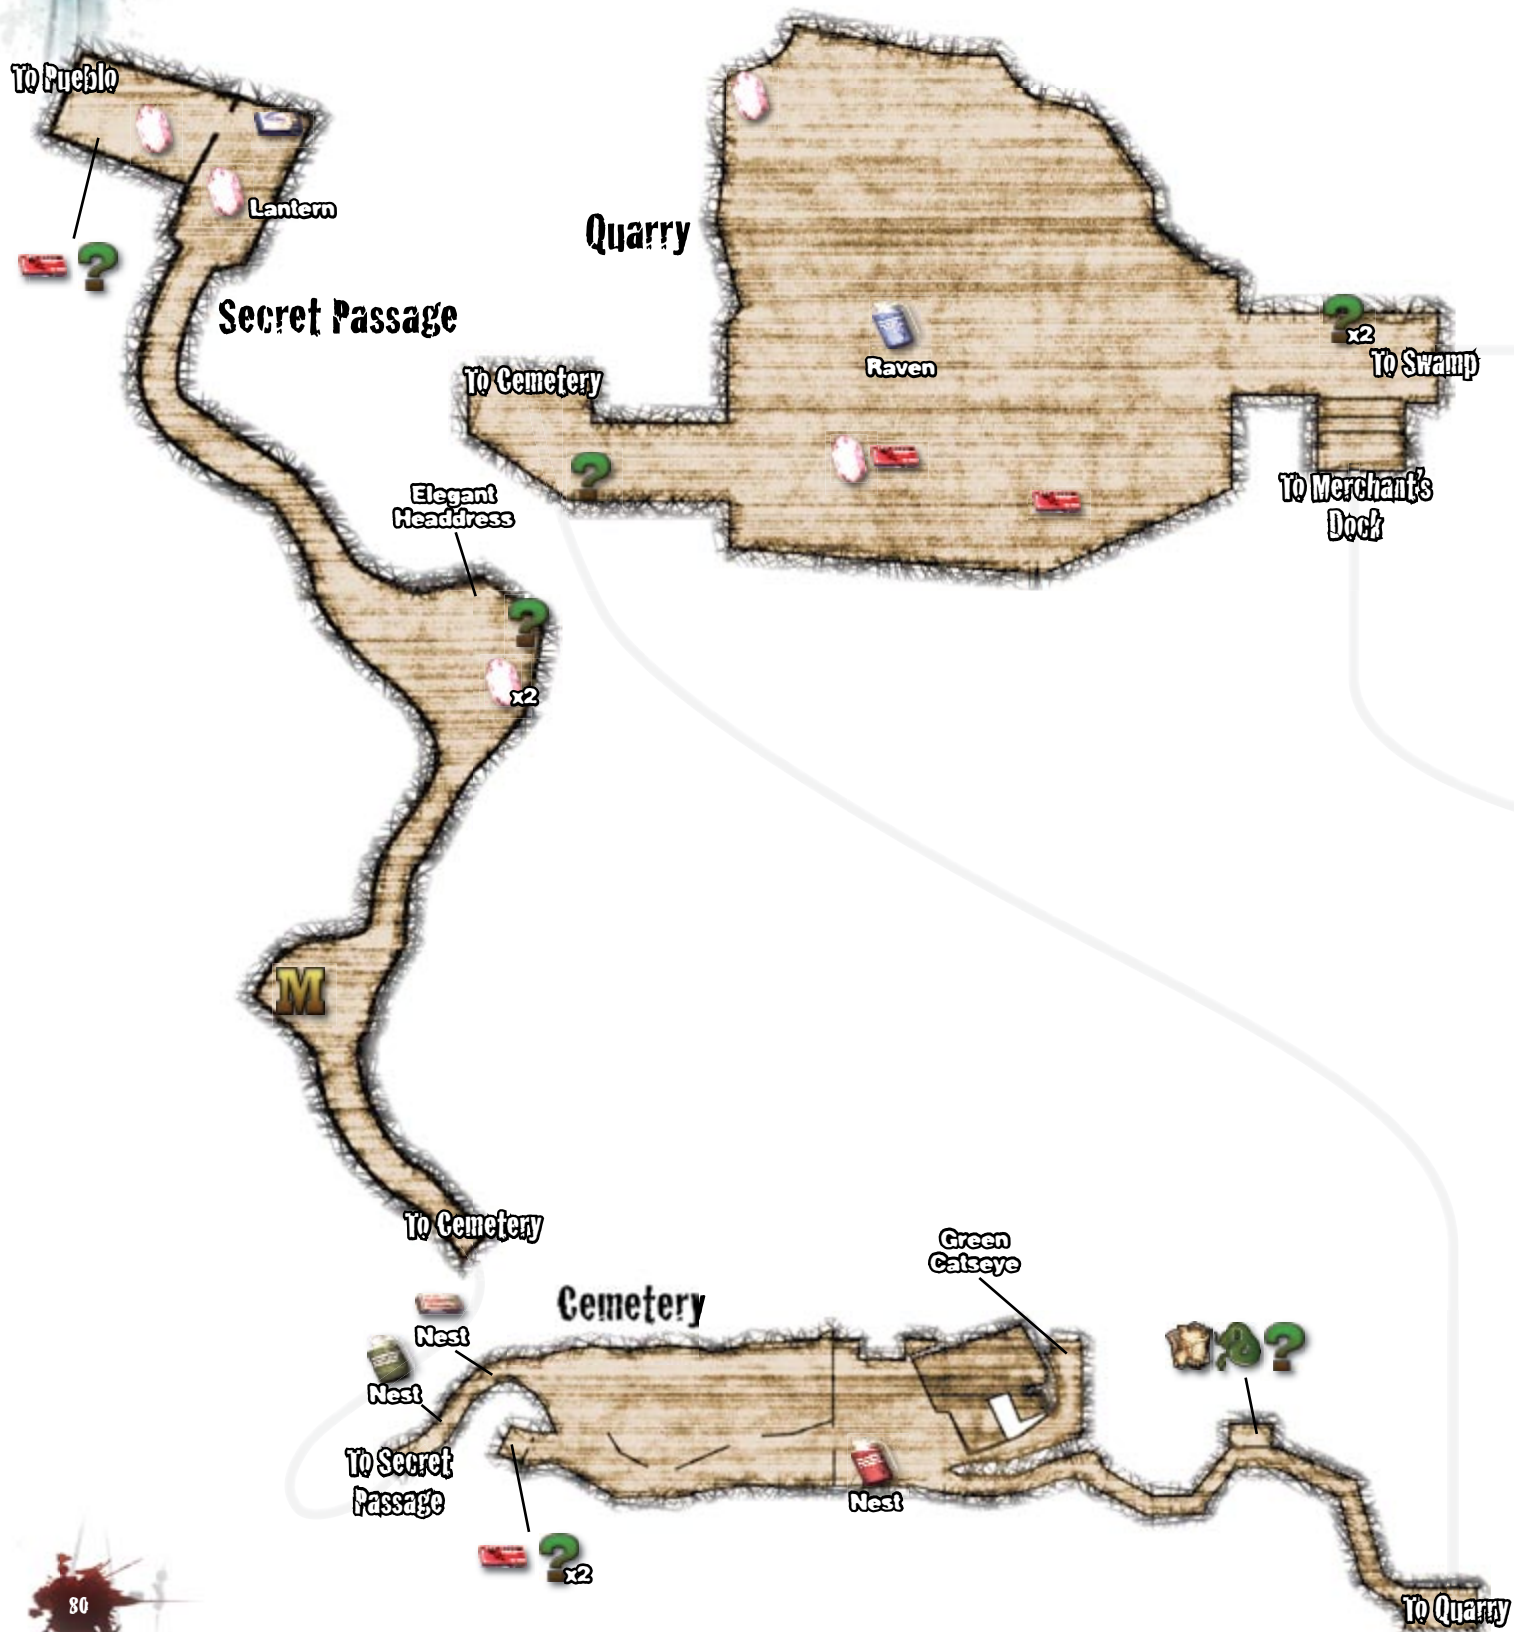 To Pueblo
Lantern
Secret Passage
Quarry
To Cemetery
Raven
x2
To Swamp
To Merchant's
Dock
Elegant
Headdress
x2
M
To Cemetery
Green
Catseye
Cemetery
Nest
Nest
To Secret
Passage
Nest
x2
To Quarry
80